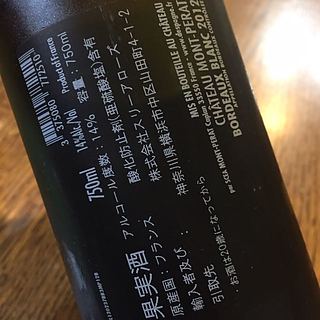 果実酒
原産国：フランス
輸入者及び：
引取先
神奈川県横浜市中区山田町4-1-2
株式会社スリーアローズ
酸化防止剤(亜硫酸塩)含有
アルコール度数：14%
容量：750ml
お酒は20歳になってから
750ml
14%Alc./Vol
Product of France
MIS EN BOUTEILLE AU CHÂTEAU
CHÂTEAU MONT-PERAT
BORDEAUX